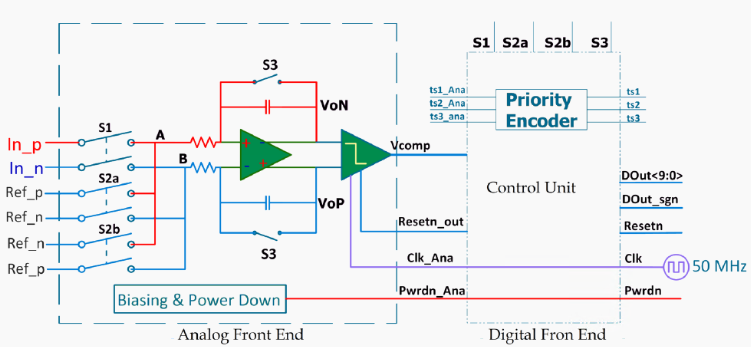 S1 S2a S2b S3
S3
ts1_Ana ts1
ts2_Ana ts2
ts3_ana ts3
Priority
Encoder
VoN
S1
A
In_p
Vcomp
B
In_n
S2a
Control Unit
Ref_p
DOut<9:0>
VoP
Ref_n
DOut_sgn
Resetn_out
Resetn
S2b
Ref_n
S3
Clk_Ana
Clk
Ref_p
50 MHz
Biasing & Power Down
Pwrdn_Ana
Pwrdn
Analog Front End
Digital Fron End